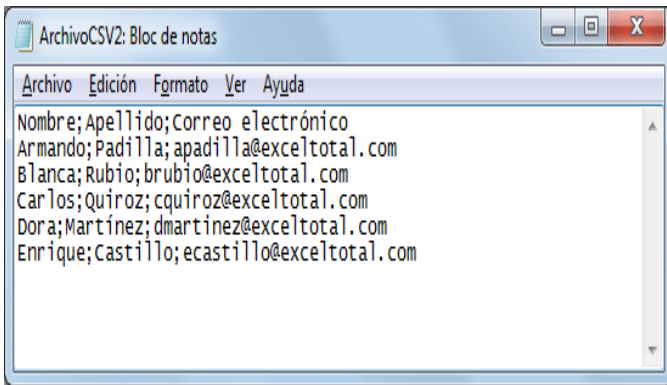 ArchivoCSV2: Bloc de notas
Archivo Edición Formato Ver Ayuda
Nombre;Apellido;Correo electrónico
Armando;Padilla;apadilla@exceltotal.com
Blanca;Rubio;brubio@exceltotal.com
Carlos;Quiroz;cquiroz@exceltotal.com
Dora;Martínez;dmartinez@exceltotal.com
Enrique;Castillo;ecastillo@exceltotal.com